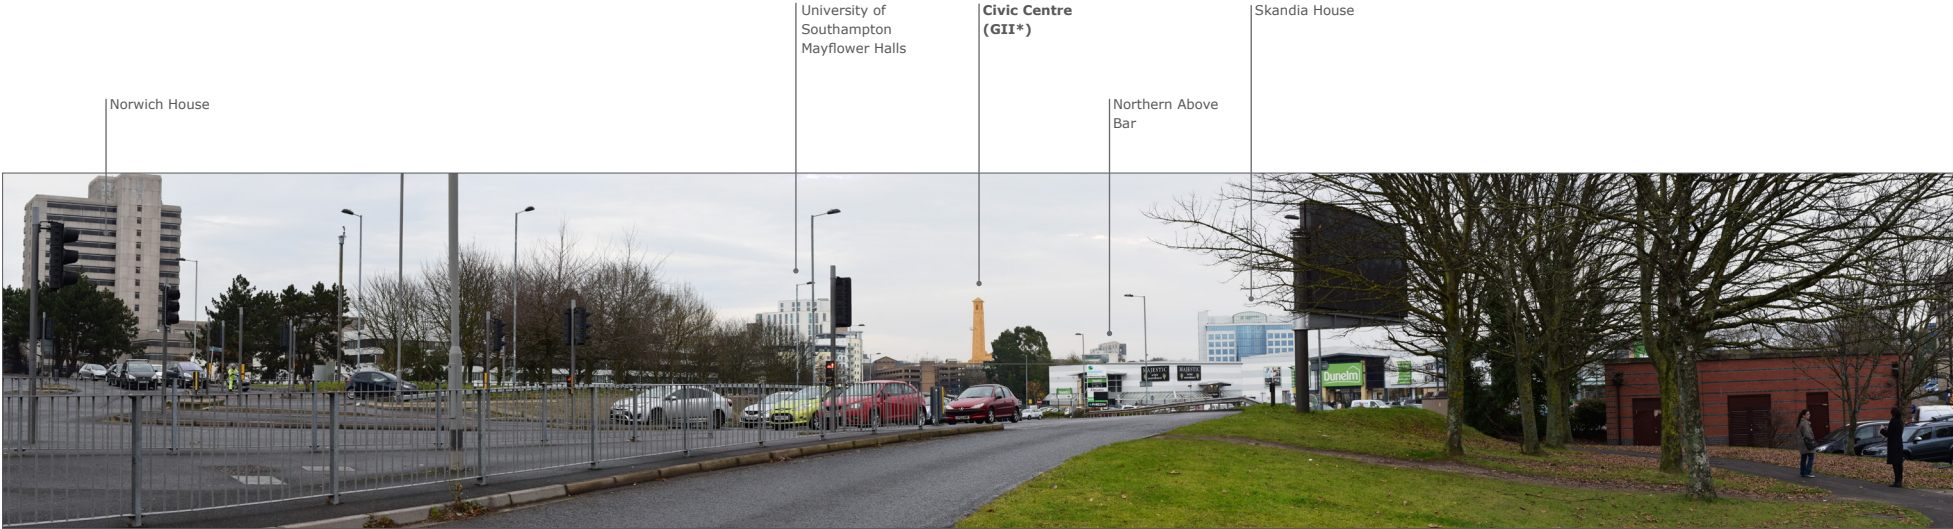 University of
Southampton
Mayflower Halls
Civic Centre
(GII*)
Skandia House
Norwich House
Northern Above
Bar
MAJESTIC
MAJESTIC
Dunelm